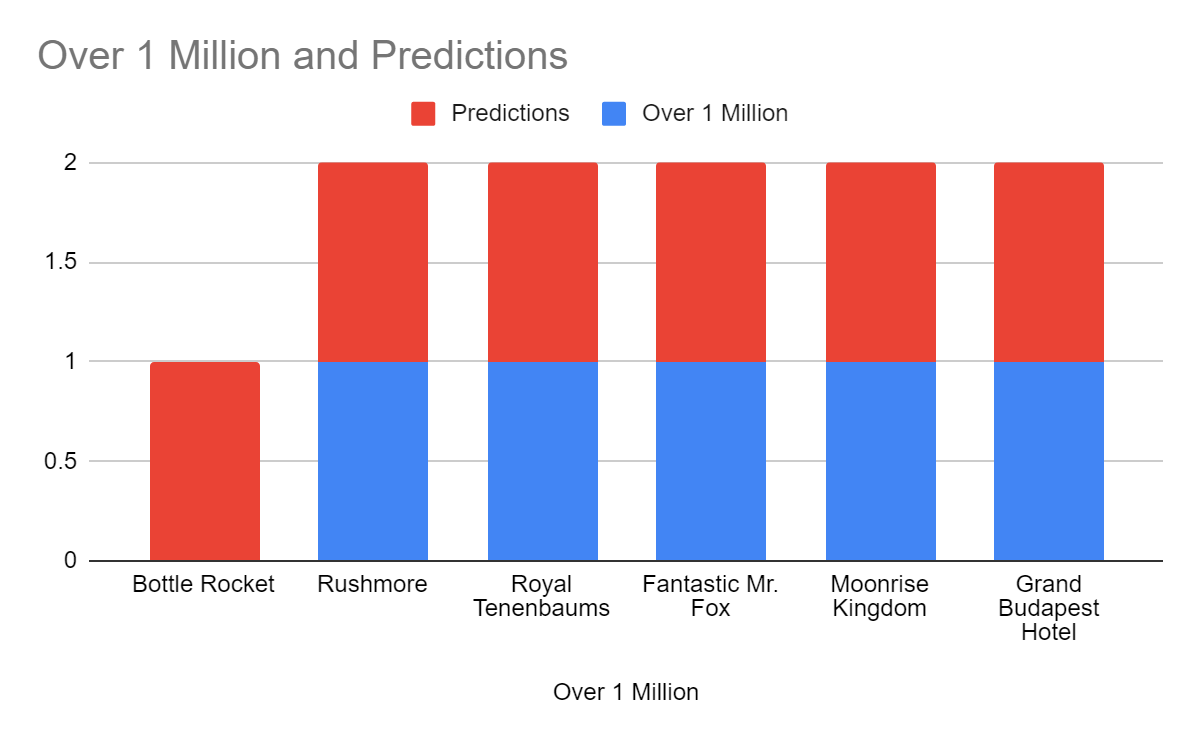 Over 1 Million and Predictions
Predictions Over 1 Million
2
1.5
1
0.5
0
Bottle Rocket
Rushmore
Royal
Tenenbaums
Fantastic Mr.
Fox
Moonrise
Kingdom
Grand
Budapest
Hotel
Over 1 Million